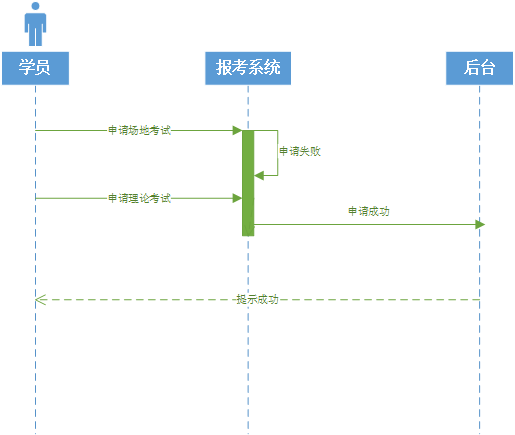 学员
报考系统
后台
申请场地考试
申请失败
申请理论考试
申请成功
提示成功